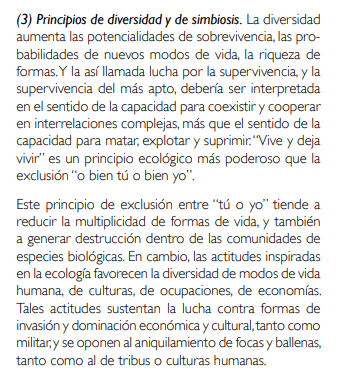 (3) Principios de diversidad y de simbiosis. La diversidad
aumenta las potencialidades de sobrevivencia, las pro-
babilidades de nuevos modos de vida, la riqueza de
formas. Y la así llamada lucha por la supervivencia, y la
supervivencia del más apto, debería ser interpretada
en el sentido de la capacidad para coexistir y cooperar
en interrelaciones complejas, más que el sentido de la
capacidad para matar, explotar y suprimir. “Vive y deja
vivir” es un principio ecológico más poderoso que la
exclusión “o bien tú o bien yo”.
Este principio de exclusión entre “tú o yo” tiende a
reducir la multiplicidad de formas de vida, y también
a generar destrucción dentro de las comunidades de
especies biológicas. En cambio, las actitudes inspiradas
en la ecología favorecen la diversidad de modos de vida
humana, de culturas, de ocupaciones, de economías.
Tales actitudes sustentan la lucha contra formas de
invasión y dominación económica y cultural, tanto como
militar, y se oponen al aniquilamiento de focas y ballenas,
tanto como al de tribus o culturas humanas.